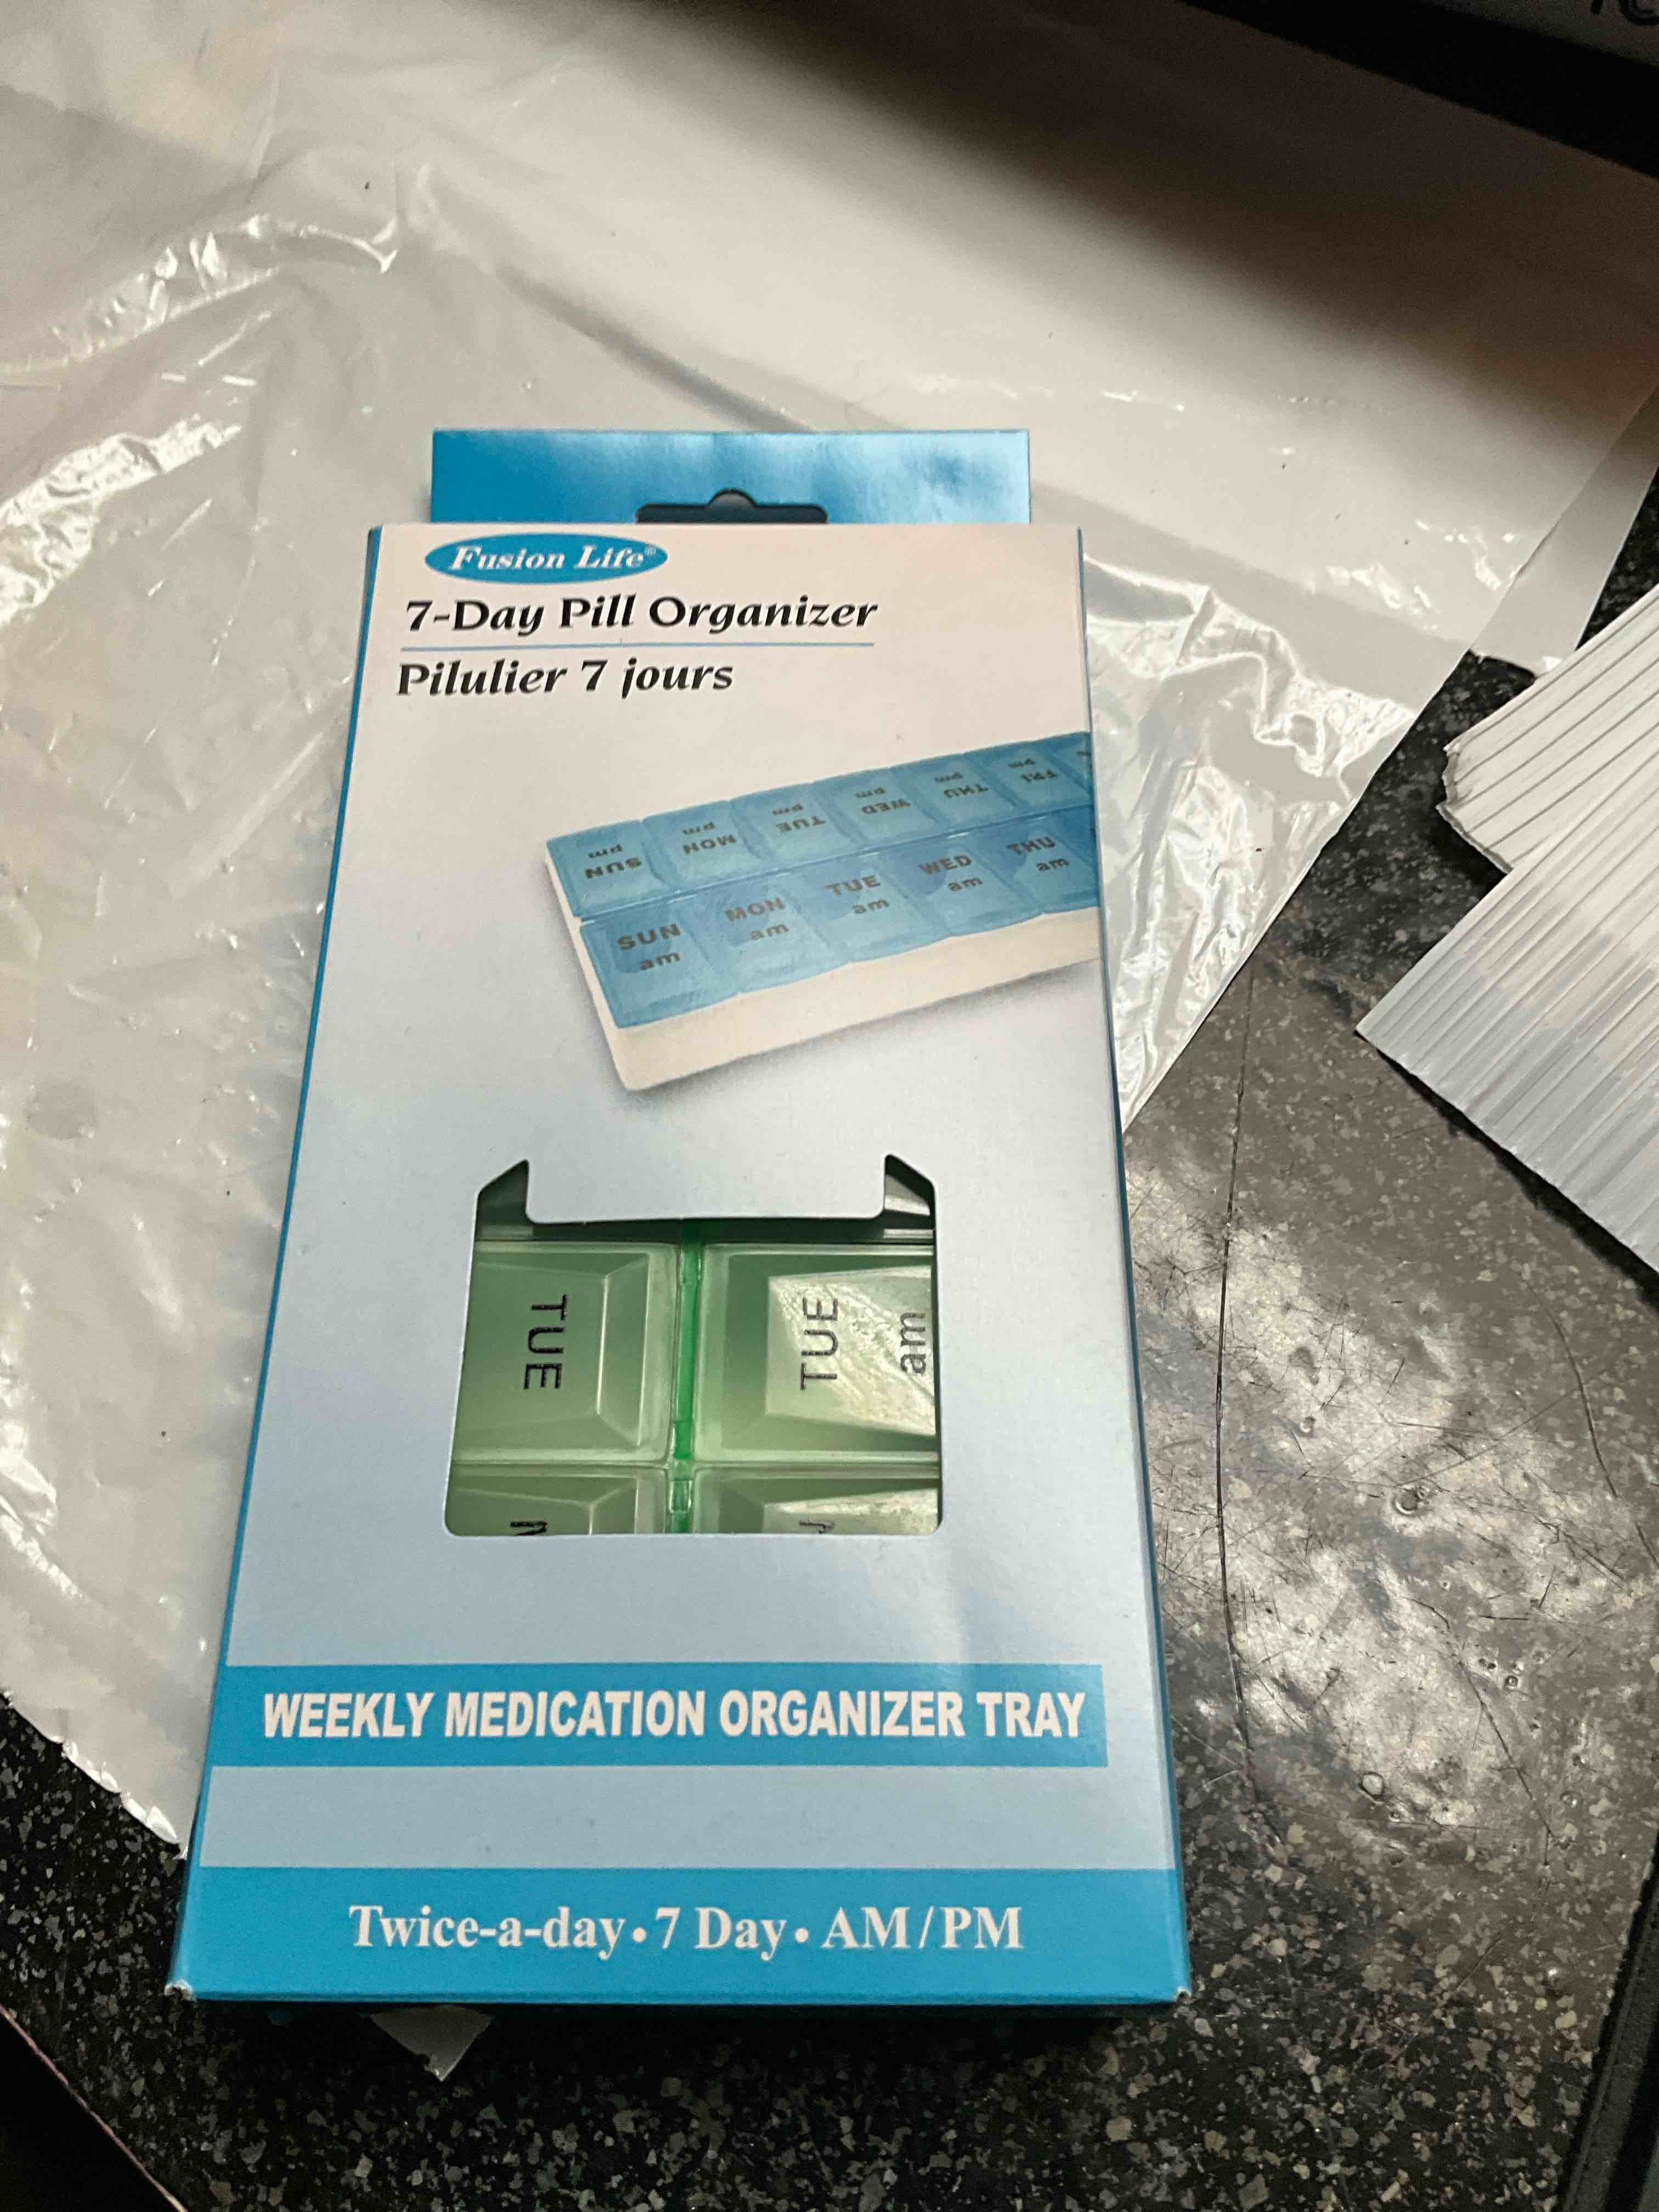 Fusion Life®
7-Day Pill Organizer
Pilulier 7 jours
SUN pm
MON pm
TUE pm
WED pm
THU pm
FRI pm
SUN am
MON am
TUE am
WED am
THU am
TUE
TUE am
WEEKLY MEDICATION ORGANIZER TRAY
Twice-a-day • 7 Day • AM/PM